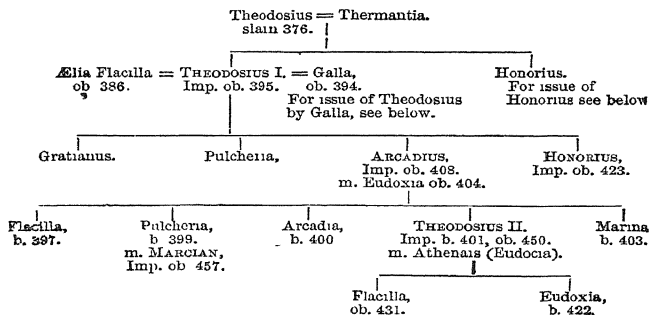 Theodosius = Thermantia.
slain 376.
Ælia Flacilla = THEODOSIUS I. = Galla, Honorius.
ob 386. Imp. ob. 395. ob. 394. For issue of
For issue of Theodosius Honorius see below
by Galla, see below.
Gratianus. Pulcheria, ARCADIUS, HONORIUS,
Imp. ob. 408. Imp. ob. 423.
m. Eudoxia ob. 404.
Flacilla, Pulcheria, Arcadia, THEODOSIUS II. Marina
b. 397. b 399. b. 400 Imp. b. 401, ob. 450. b. 403.
m. MARCIAN, m. Athenais (Eudocia).
Imp. ob 457.
Flacilla, Eudoxia,
ob. 431. b. 422.